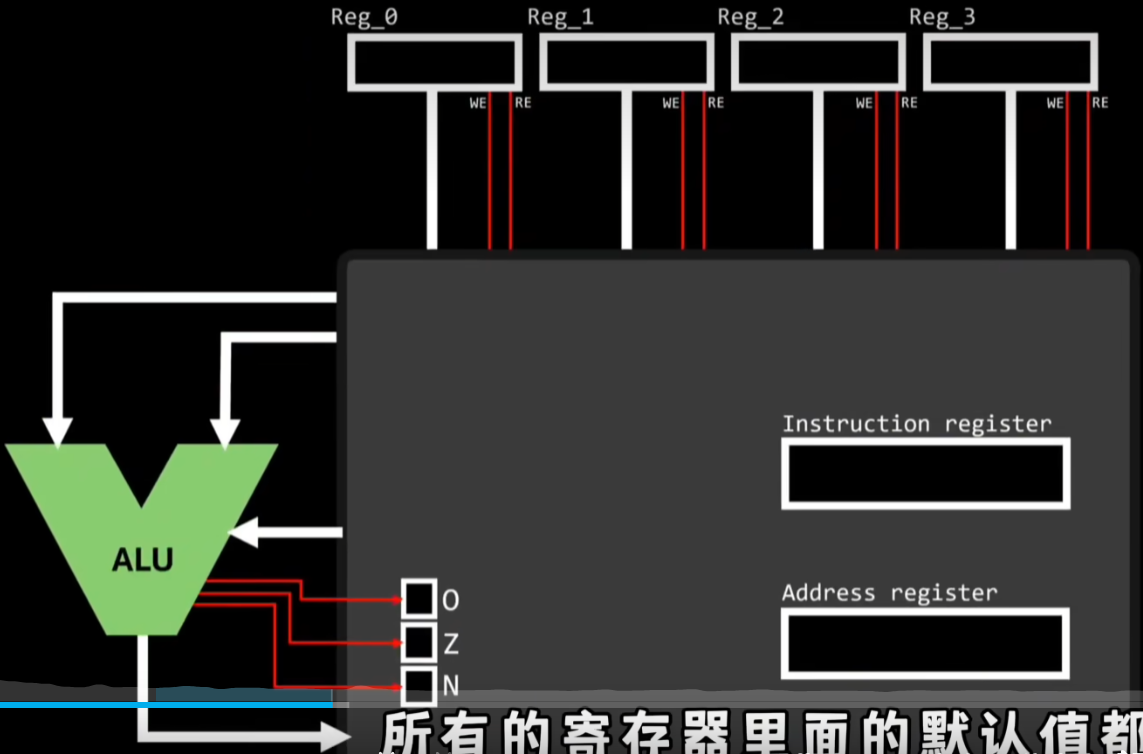 Reg_0 Reg_1 Reg_2 Reg_3
WE RE WE RE WE RE WE RE
Instruction register
ALU
Address register
O
Z
N
所有的寄存器里面的默认值都